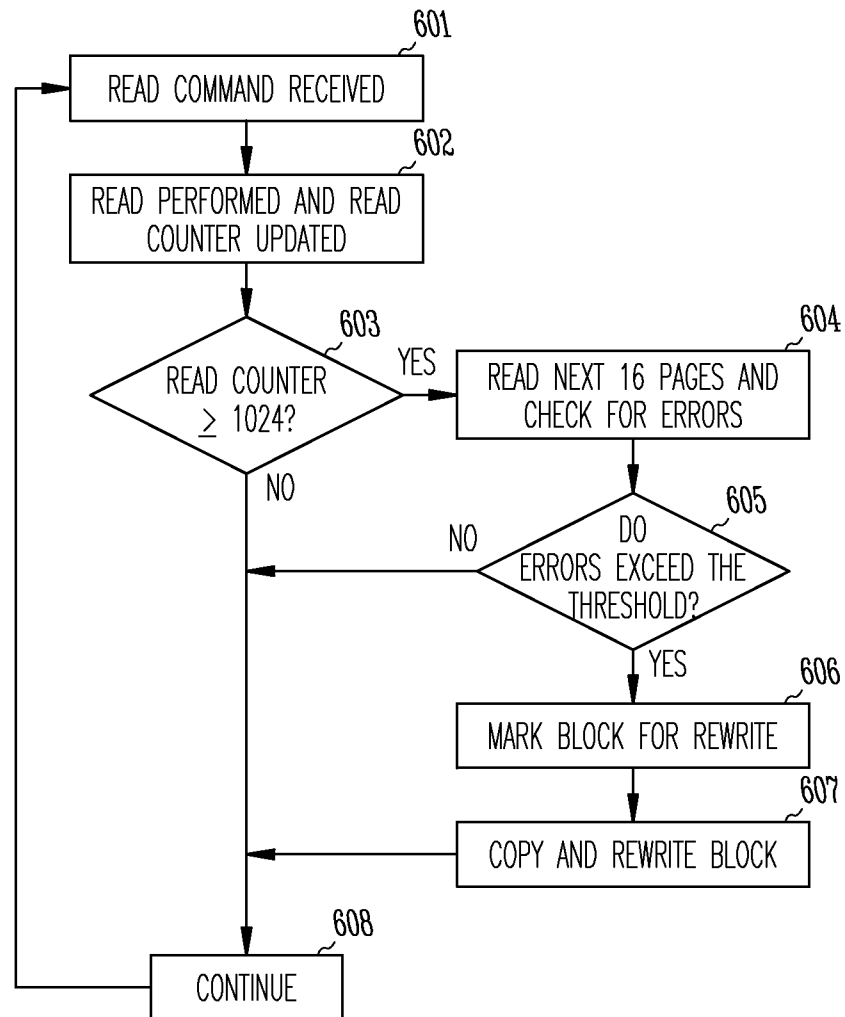 601
READ COMMAND RECEIVED
602
READ PERFORMED AND READ
COUNTER UPDATED
603
READ COUNTER
≥ 1024?
YES
NO
604
READ NEXT 16 PAGES AND
CHECK FOR ERRORS
605
DO
ERRORS EXCEED THE
THRESHOLD?
NO
YES
606
MARK BLOCK FOR REWRITE
607
COPY AND REWRITE BLOCK
608
CONTINUE